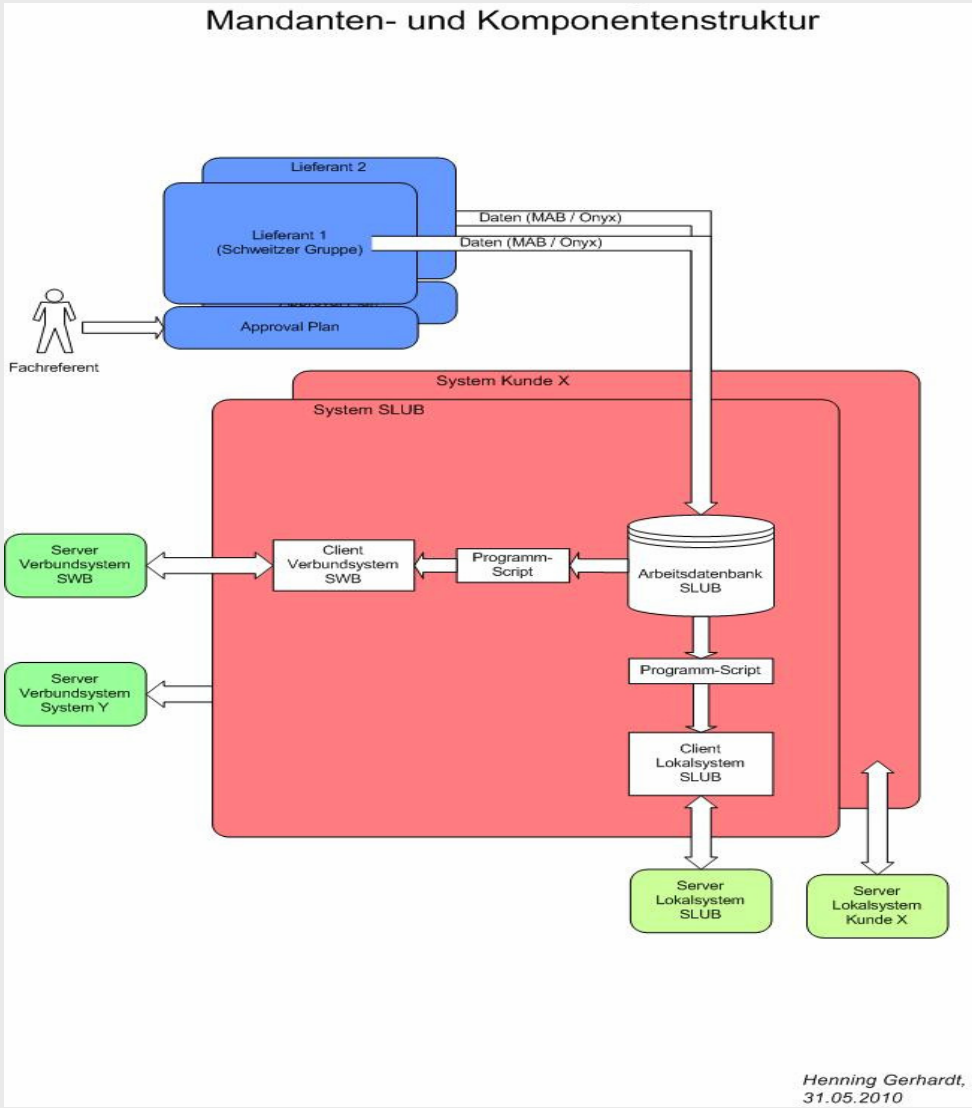 Mandanten- und Komponentenstruktur
Lieferant 2
Lieferant 1
(Schweitzer Gruppe)
Daten (MAB / Onyx)
Daten (MAB / Onyx)
Approval Plan
Approval Plan
Fachreferent
System Kunde X
System SLUB
Server
Verbundsystem
SWB
Client
Verbundsystem
SWB
Programm-
Script
Arbeitsdatenbank
SLUB
Server
Verbundsystem
System Y
Programm-Script
Client
Lokalsystem
SLUB
Server
Lokalsystem
SLUB
Server
Lokalsystem
Kunde X
Henning Gerhardt,
31.05.2010